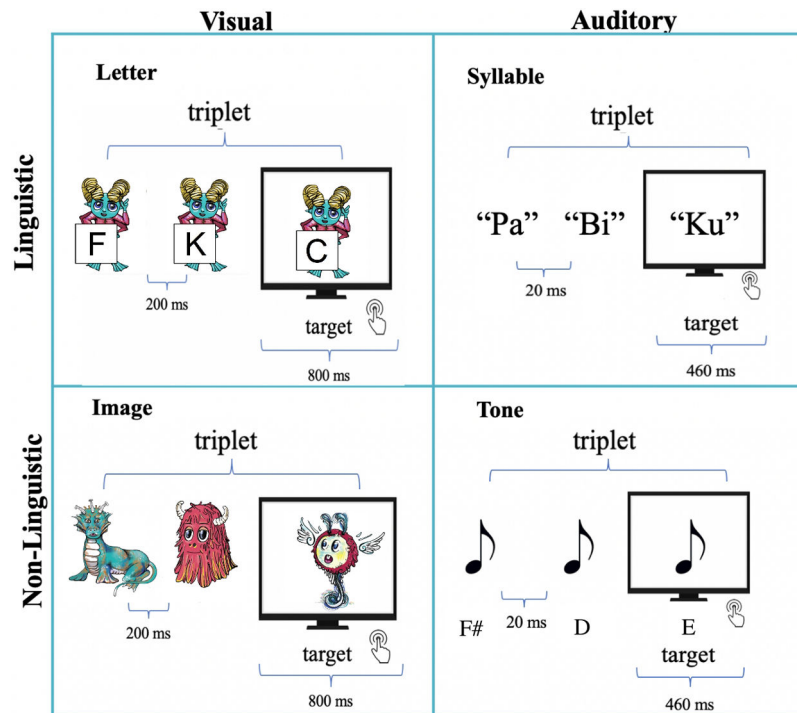 Visual
Auditory
Linguistic
Letter
triplet
F K C
200 ms
target
800 ms
Syllable
triplet
“Pa” “Bi” “Ku”
20 ms
target
460 ms
Non-Linguistic
Image
triplet
200 ms
target
800 ms
Tone
triplet
F# 20 ms D E
target
460 ms